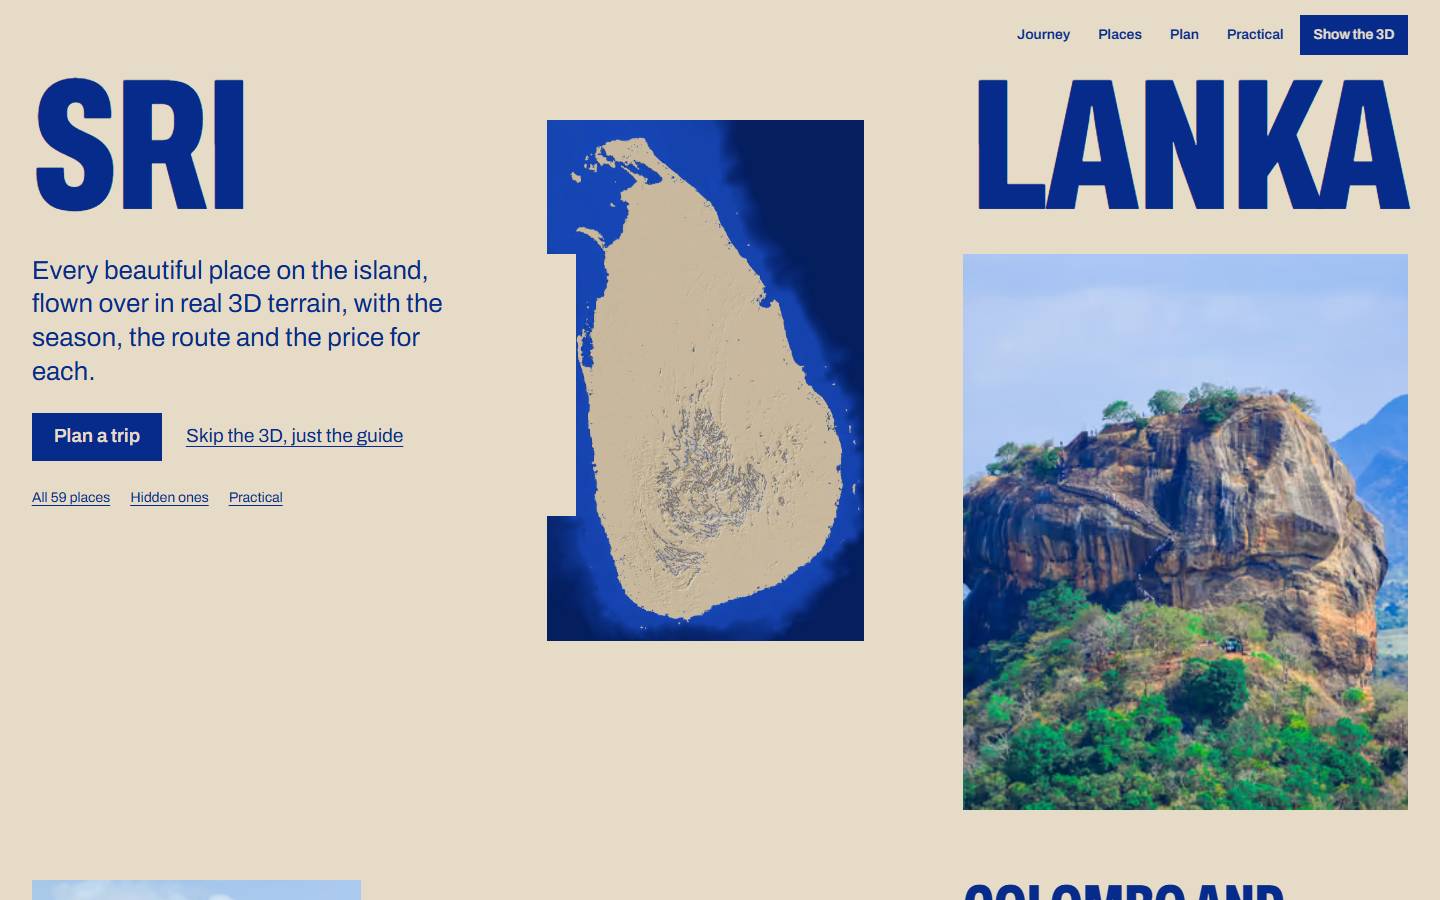 Journey Places Plan Practical Show the 3D
SRI LANKA
Every beautiful place on the island,
flown over in real 3D terrain, with the
season, the route and the price for
each.
Plan a trip Skip the 3D, just the guide
All 59 places Hidden ones Practical
COLOMBO AND